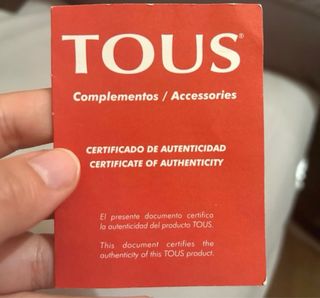 TOUS®
Complementos / Accessories
CERTIFICADO DE AUTENTICIDAD
CERTIFICATE OF AUTHENTICITY
El presente documento certifica
la autenticidad del producto TOUS.
This document certifies the
authenticity of this TOUS product.